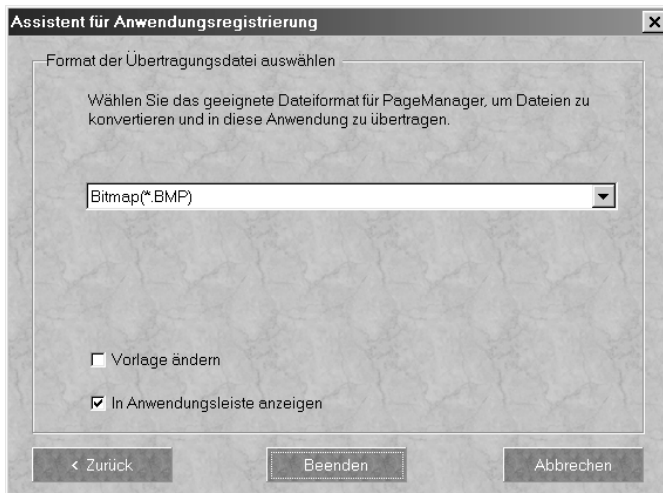 Assistent für Anwendungsregistrierung
Format der Übertragungsdatei auswählen
Wählen Sie das geeignete Dateiformat für PageManager, um Dateien zu
konvertieren und in diese Anwendung zu übertragen.
Bitmap(*.BMP)
Vorlage ändern
In Anwendungsleiste anzeigen
< Zurück Beenden Abbrechen